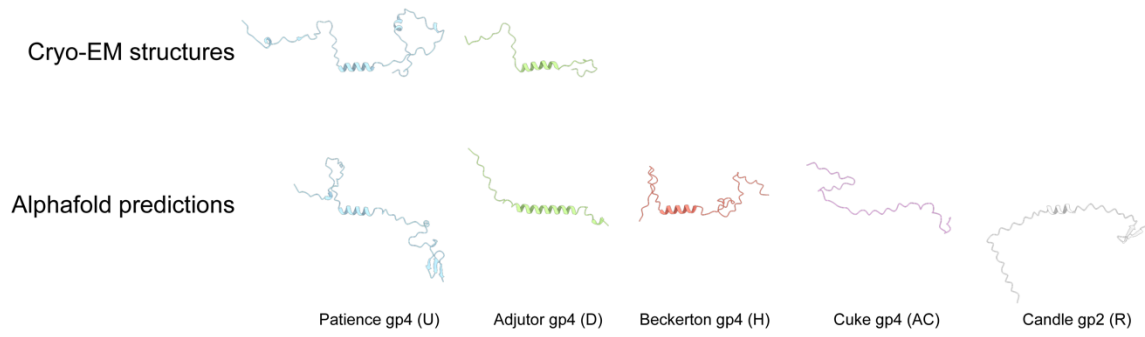 Cryo-EM structures
Alphafold predictions
Patience gp4 (U)
Adjutor gp4 (D)
Beckerton gp4 (H)
Cuke gp4 (AC)
Candle gp2 (R)